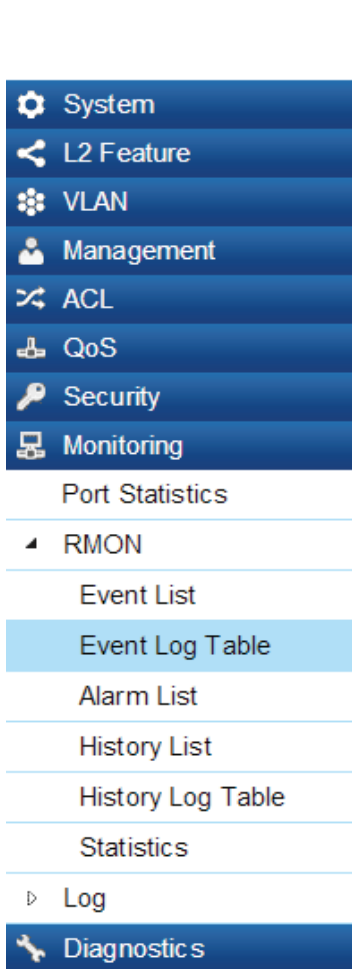 System
L2 Feature
VLAN
Management
ACL
QoS
Security
Monitoring
Port Statistics
RMON
Event List
Event Log Table
Alarm List
History List
History Log Table
Statistics
Log
Diagnostics